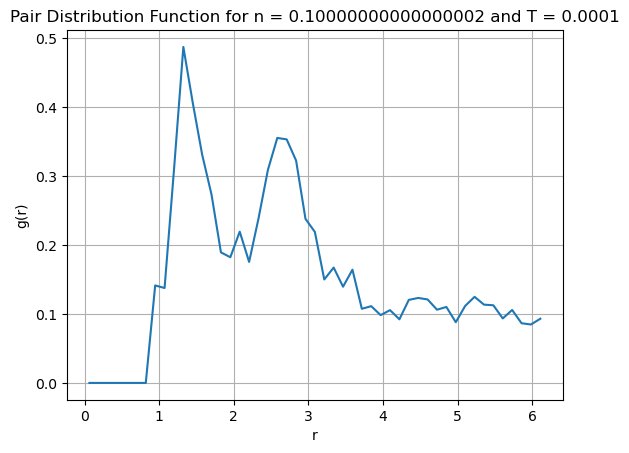 Pair Distribution Function for n = 0.10000000000000002 and T = 0.0001
g(r)
0.5
0.4
0.3
0.2
0.1
0.0
0 1 2 3 4 5 6
r